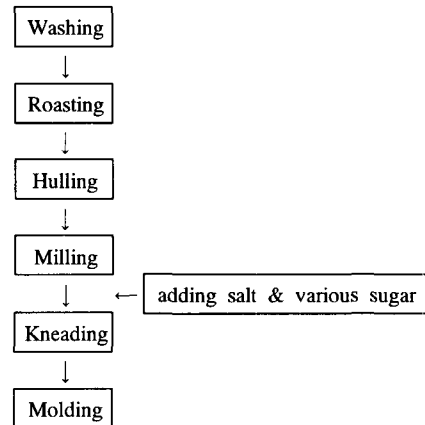 Washing
Roasting
Hulling
Milling
adding salt & various sugar
Kneading
Molding